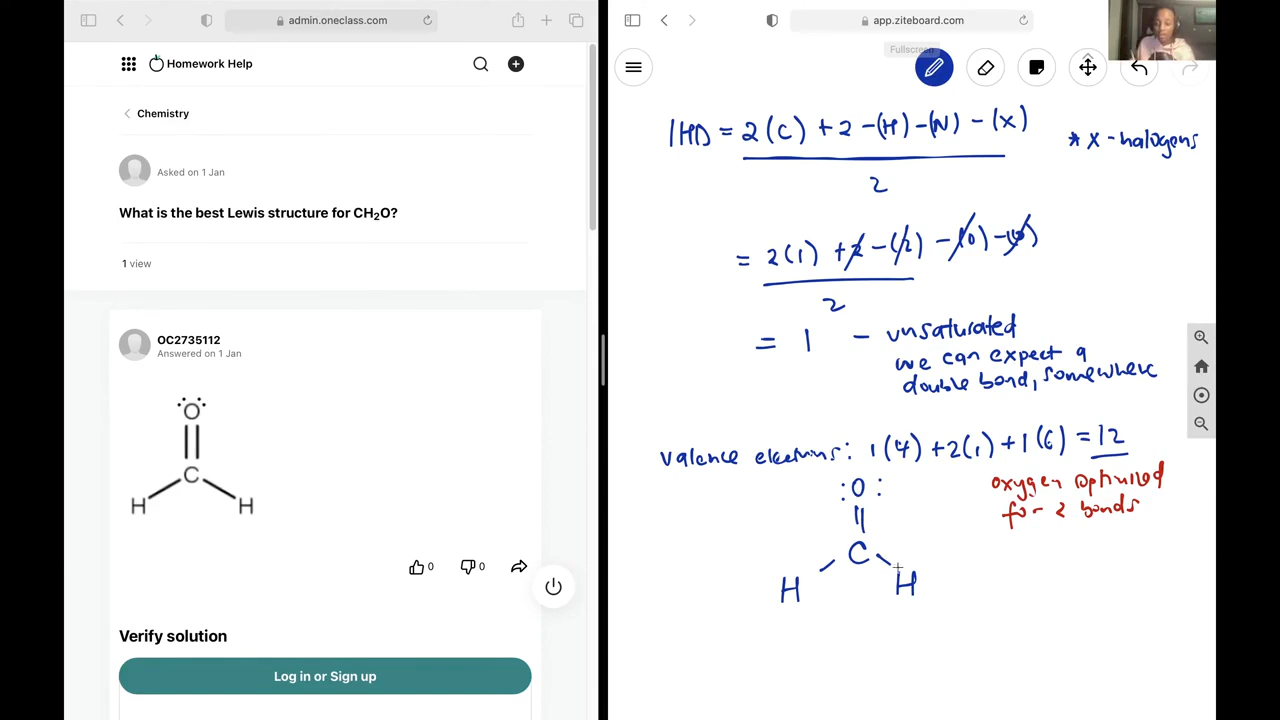 admin.oneclass.com
Homework Help
Chemistry
Asked on 1 Jan
What is the best Lewis structure for CH₂O?
1 view
OC2735112
Answered on 1 Jan
O
C
H H
0 0
Verify solution
Log in or Sign up
app.ziteboard.com
Fullscreen
IHD = 2(C) + 2 - (H) - (N) - (X)
2
* X - halogens
= 2(1) + 2 - (2) - (0) - (0)
2
= 1 - unsaturated
we can expect a
double bond, somewhere
valence electrons: 1(4) + 2(1) + 1(6) = 12
:O:
C
H H
oxygen optimized
for 2 bonds